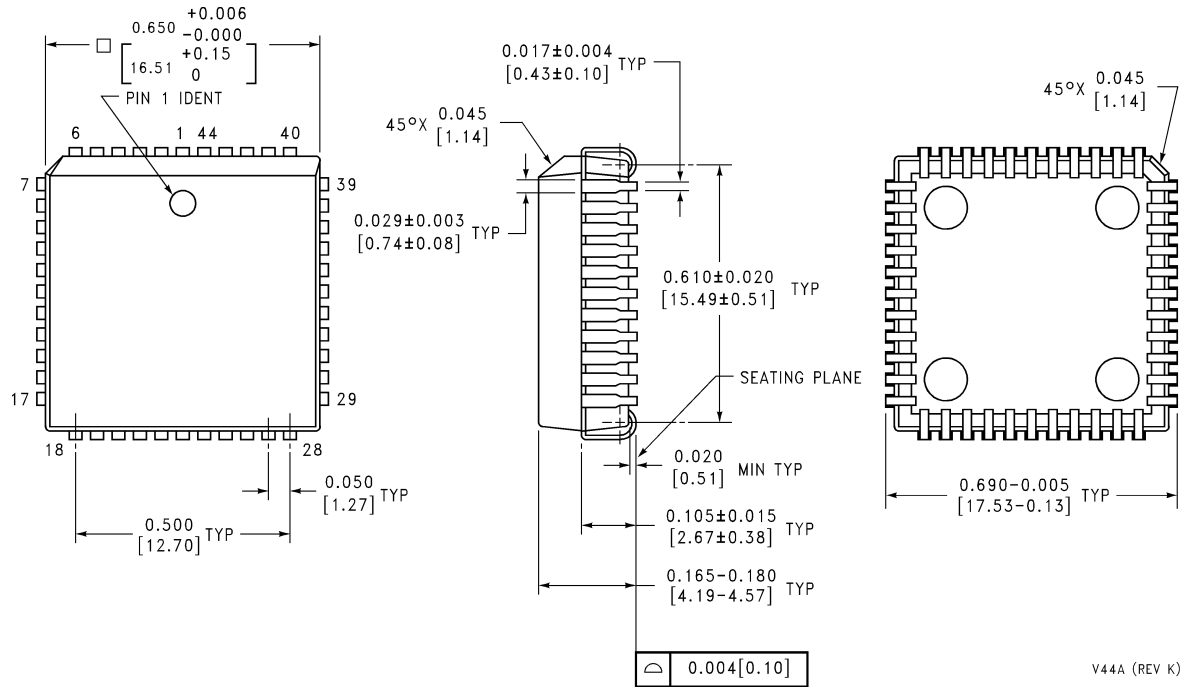 +0.006
0.650 -0.000
+0.15
16.51 0
PIN 1 IDENT
6 1 44 40
7 39
17 29
18 28
0.050
[1.27] TYP
0.500
[12.70] TYP
0.017±0.004
[0.43±0.10] TYP
45°X 0.045
[1.14]
0.029±0.003
[0.74±0.08] TYP
0.610±0.020
[15.49±0.51] TYP
SEATING PLANE
0.020
[0.51] MIN TYP
0.105±0.015
[2.67±0.38] TYP
0.165-0.180
[4.19-4.57] TYP
0.004[0.10]
45°X 0.045
[1.14]
0.690-0.005
[17.53-0.13] TYP
V44A (REV K)